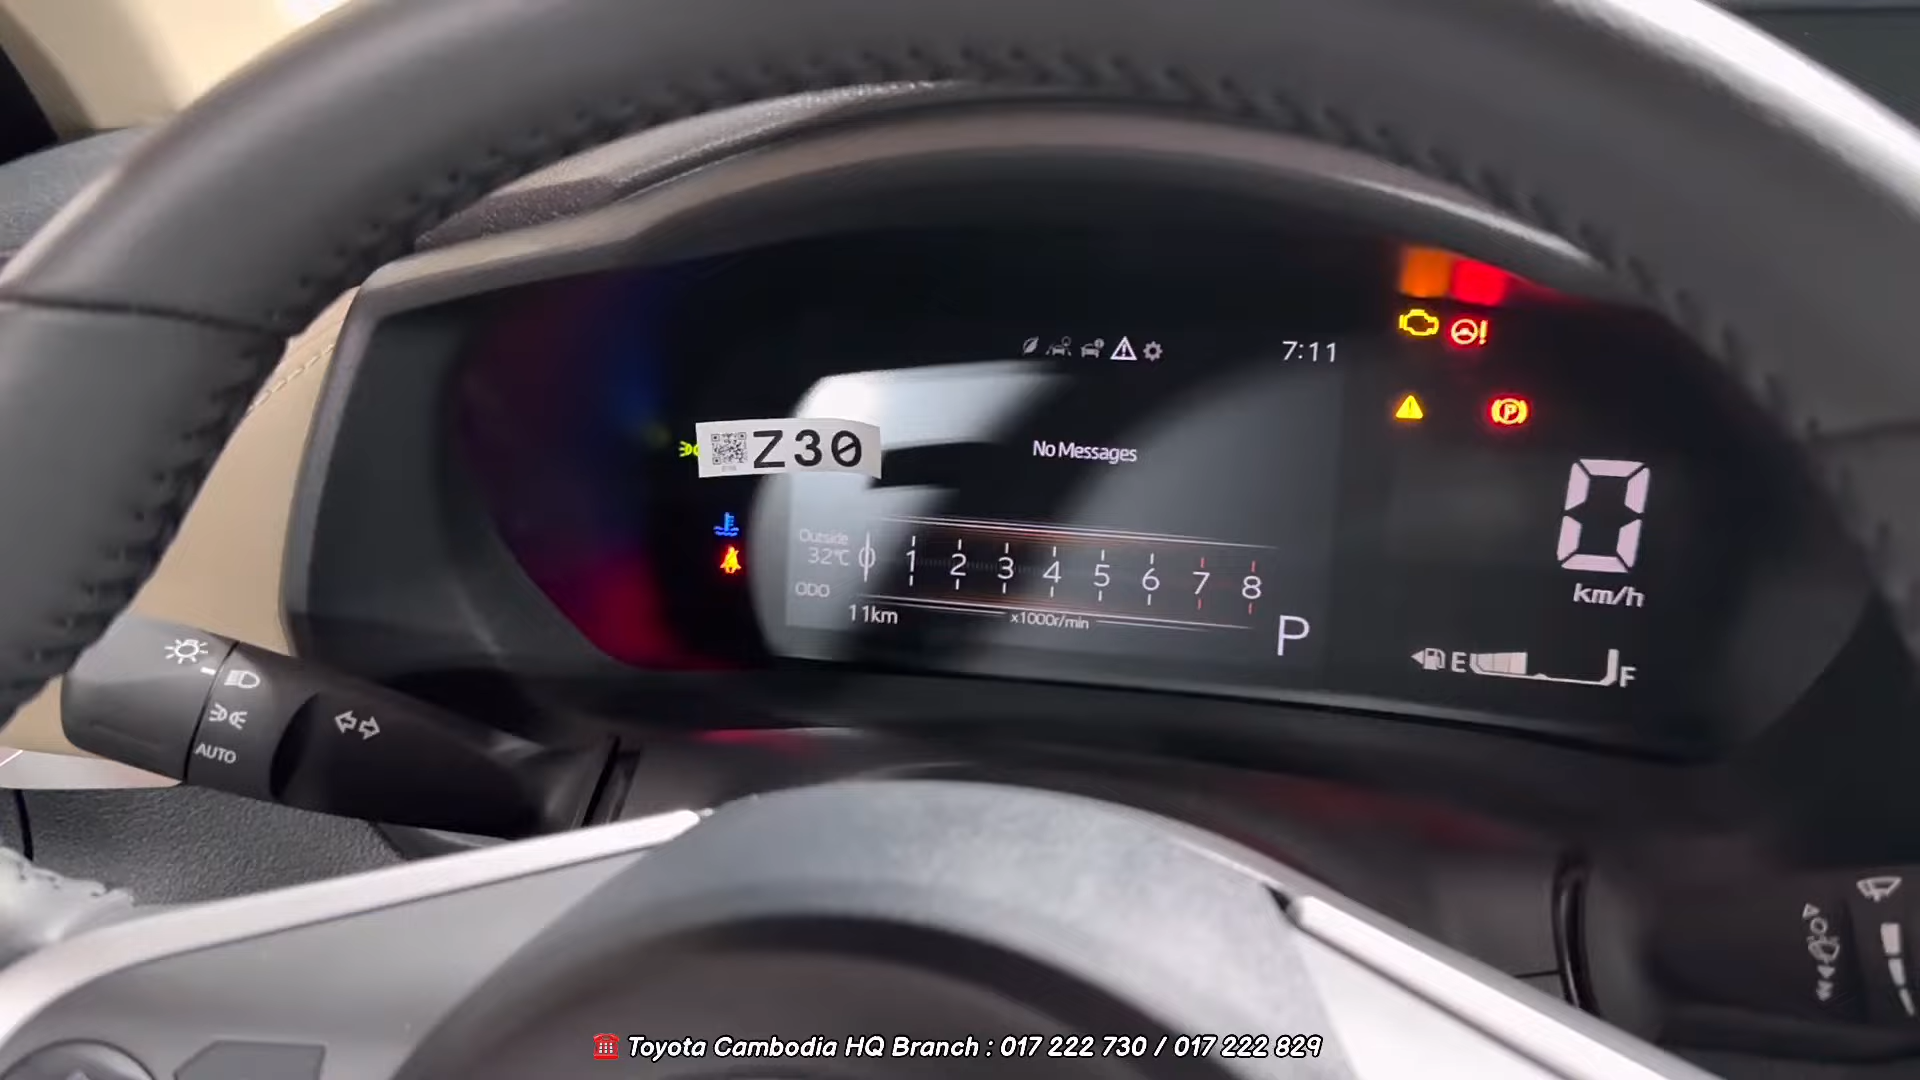 7:11
Z30
No Messages
Outside
32℃
0 1 2 3 4 5 6 7 8
ODO
11km
x1000r/min
P
0
km/h
E F
AUTO
Toyota Cambodia HQ Branch : 017 222 730 / 017 222 829